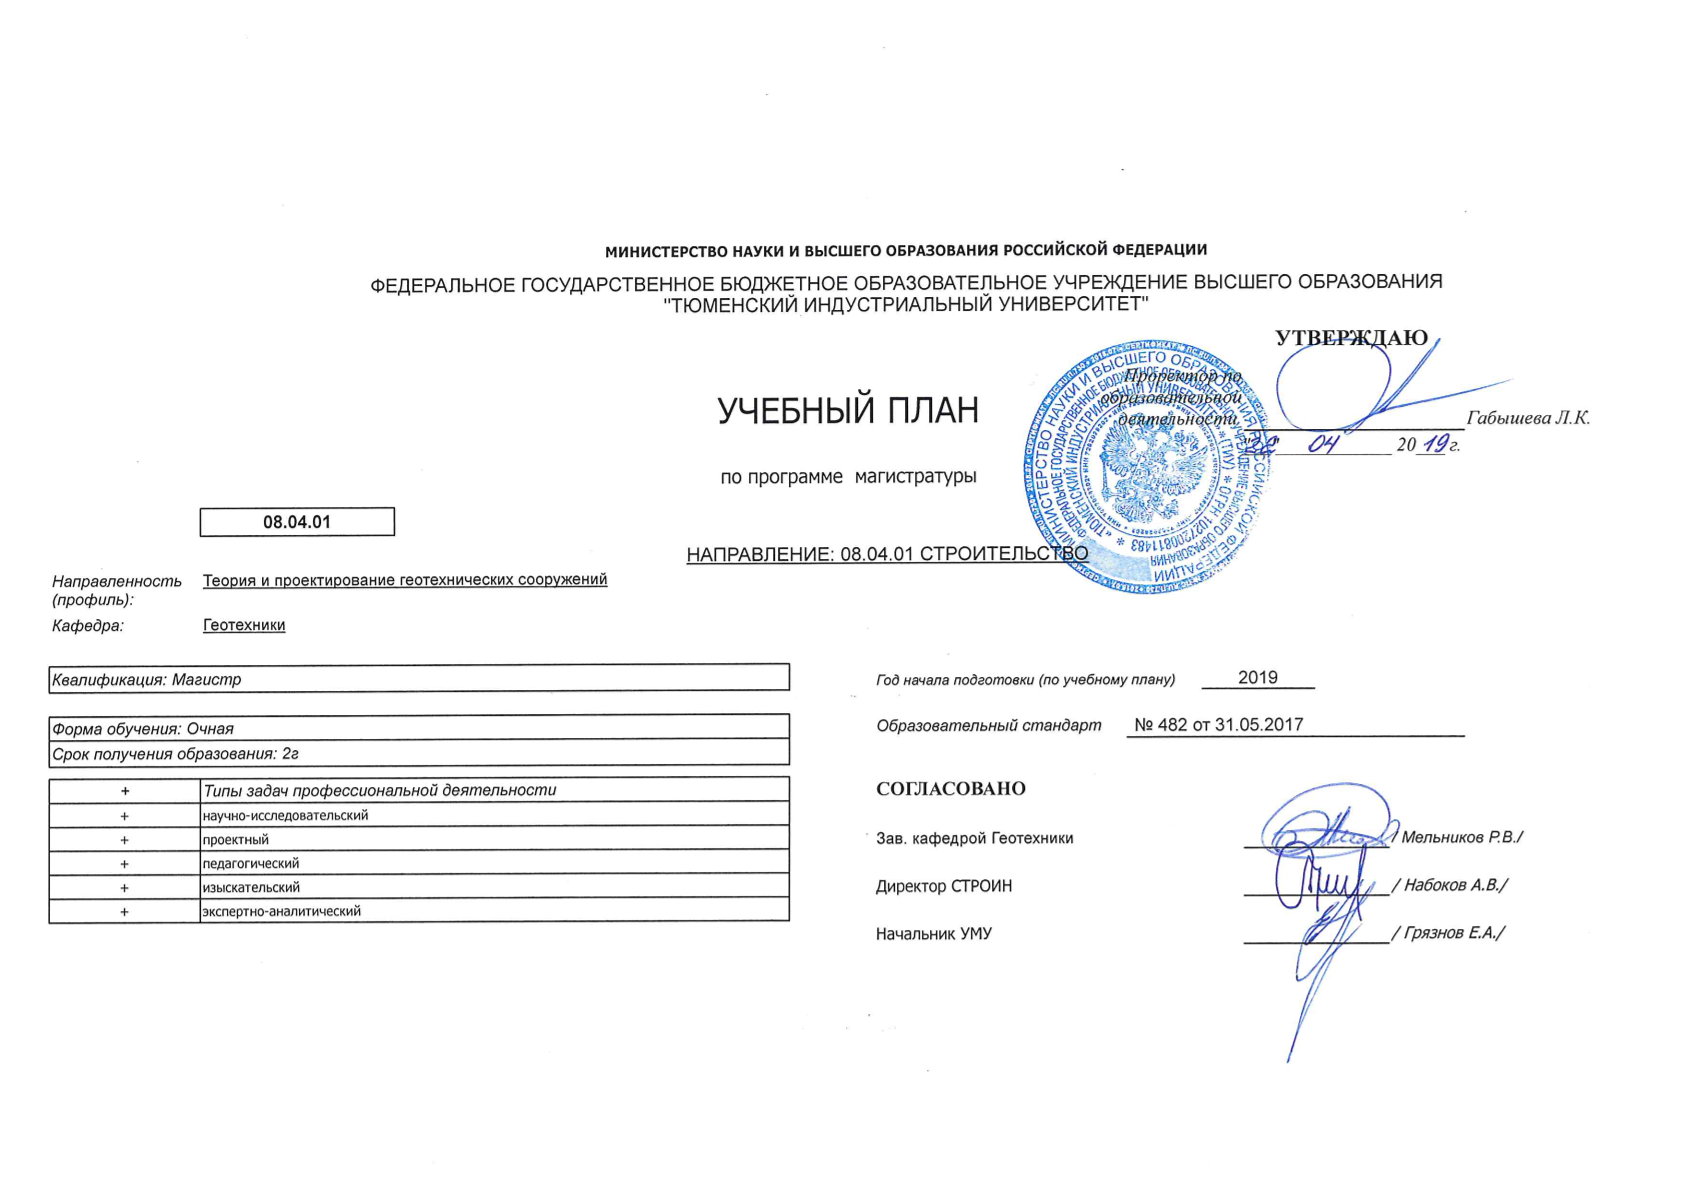 МИНИСТЕРСТВО НАУКИ И ВЫСШЕГО ОБРАЗОВАНИЯ РОССИЙСКОЙ ФЕДЕРАЦИИ
ФЕДЕРАЛЬНОЕ ГОСУДАРСТВЕННОЕ БЮДЖЕТНОЕ ОБРАЗОВАТЕЛЬНОЕ УЧРЕЖДЕНИЕ ВЫСШЕГО ОБРАЗОВАНИЯ
"ТЮМЕНСКИЙ ИНДУСТРИАЛЬНЫЙ УНИВЕРСИТЕТ"
УТВЕРЖДАЮ
Проректор по
образовательной
деятельности
Габышева Л.К.
04 2019 г.
УЧЕБНЫЙ ПЛАН
по программе магистратуры
МИНИСТЕРСТВО НАУКИ И ВЫСШЕГО ОБРАЗОВАНИЯ РОССИЙСКОЙ ФЕДЕРАЦИИ
ФЕДЕРАЛЬНОЕ ГОСУДАРСТВЕННОЕ БЮДЖЕТНОЕ ОБРАЗОВАТЕЛЬНОЕ УЧРЕЖДЕНИЕ ВЫСШЕГО ОБРАЗОВАНИЯ
«ТЮМЕНСКИЙ ИНДУСТРИАЛЬНЫЙ УНИВЕРСИТЕТ» * (ТИУ) * ОГРН 1027200811483 *
08.04.01
НАПРАВЛЕНИЕ: 08.04.01 СТРОИТЕЛЬСТВО
Направленность (профиль): Теория и проектирование геотехнических сооружений
Кафедра: Геотехники
Квалификация: Магистр
Год начала подготовки (по учебному плану) 2019
Форма обучения: Очная
Образовательный стандарт № 482 от 31.05.2017
Срок получения образования: 2г
+ Типы задач профессиональной деятельности
+ научно-исследовательский
+ проектный
+ педагогический
+ изыскательский
+ экспертно-аналитический
СОГЛАСОВАНО
Зав. кафедрой Геотехники / Мельников Р.В./
Директор СТРОИН / Набоков А.В./
Начальник УМУ / Грязнов Е.А./